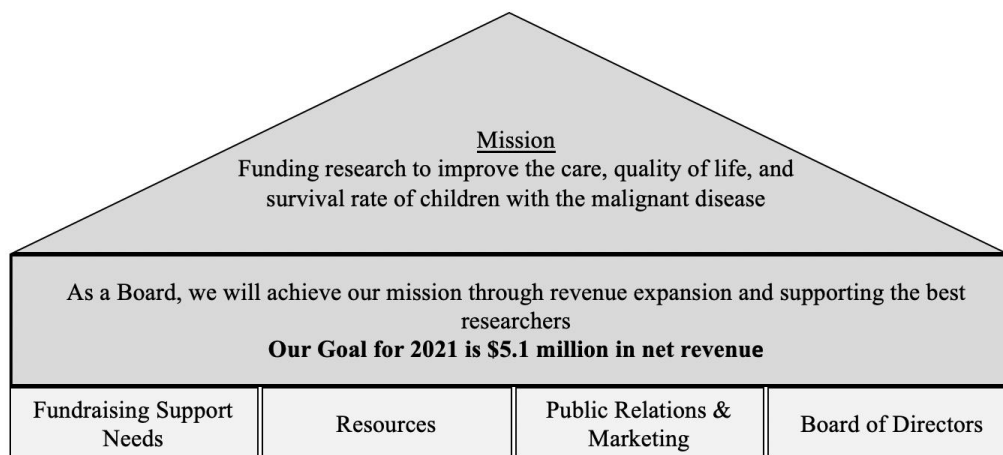 Mission
Funding research to improve the care, quality of life, and
survival rate of children with the malignant disease
As a Board, we will achieve our mission through revenue expansion and supporting the best
researchers
Our Goal for 2021 is $5.1 million in net revenue
Fundraising Support
Needs
Resources
Public Relations &
Marketing
Board of Directors